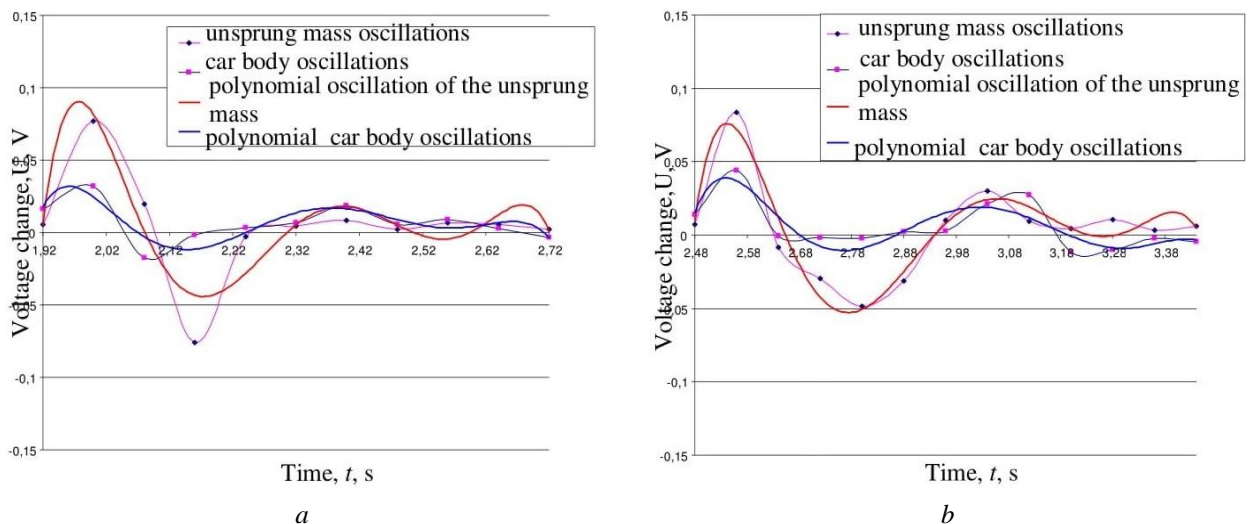 0,15
unsprung mass oscillations
car body oscillations
polynomial oscillation of the unsprung
mass
polynomial car body oscillations
0,1
0,05
0
-0,05
-0,1
-0,15
Voltage change,U, V
1,92 2,02 2,12 2,22 2,32 2,42 2,52 2,62 2,72
Time, t, s
a
0,15
unsprung mass oscillations
car body oscillations
polynomial oscillation of the unsprung
mass
polynomial car body oscillations
0,1
0,05
0
-0,05
-0,1
-0,15
Voltage change,U, V
2,48 2,58 2,68 2,78 2,88 2,98 3,08 3,18 3,28 3,38
Time, t, s
b